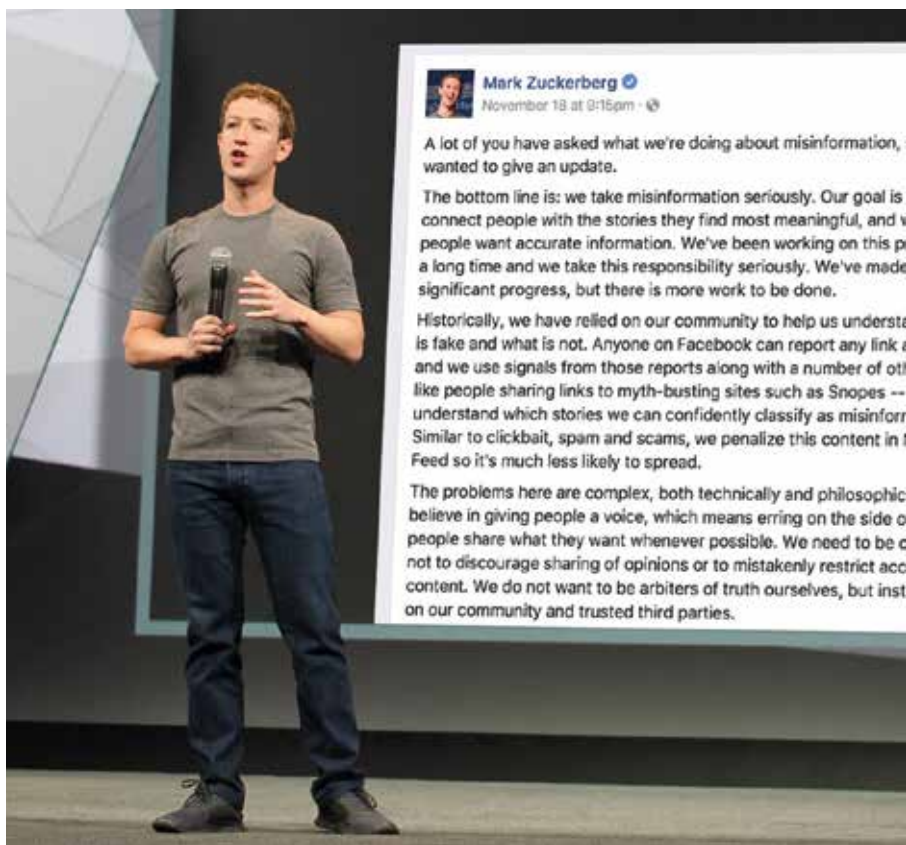 Mark Zuckerberg
November 18 at 9:15pm ·
A lot of you have asked what we're doing about misinformation,
wanted to give an update.
The bottom line is: we take misinformation seriously. Our goal is
connect people with the stories they find most meaningful, and
people want accurate information. We've been working on this
a long time and we take this responsibility seriously. We've made
significant progress, but there is more work to be done.
Historically, we have relied on our community to help us understa
is fake and what is not. Anyone on Facebook can report any link
and we use signals from those reports along with a number of oth
like people sharing links to myth-busting sites such as Snopes --
understand which stories we can confidently classify as misinfor
Similar to clickbait, spam and scams, we penalize this content in
Feed so it's much less likely to spread.
The problems here are complex, both technically and philosophic
believe in giving people a voice, which means erring on the side o
people share what they want whenever possible. We need to be c
not to discourage sharing of opinions or to mistakenly restrict acc
content. We do not want to be arbiters of truth ourselves, but inst
on our community and trusted third parties.